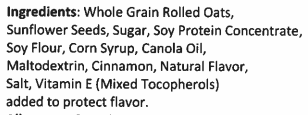 Ingredients: Whole Grain Rolled Oats,
Sunflower Seeds, Sugar, Soy Protein Concentrate,
Soy Flour, Corn Syrup, Canola Oil,
Maltodextrin, Cinnamon, Natural Flavor,
Salt, Vitamin E (Mixed Tocopherols)
added to protect flavor.